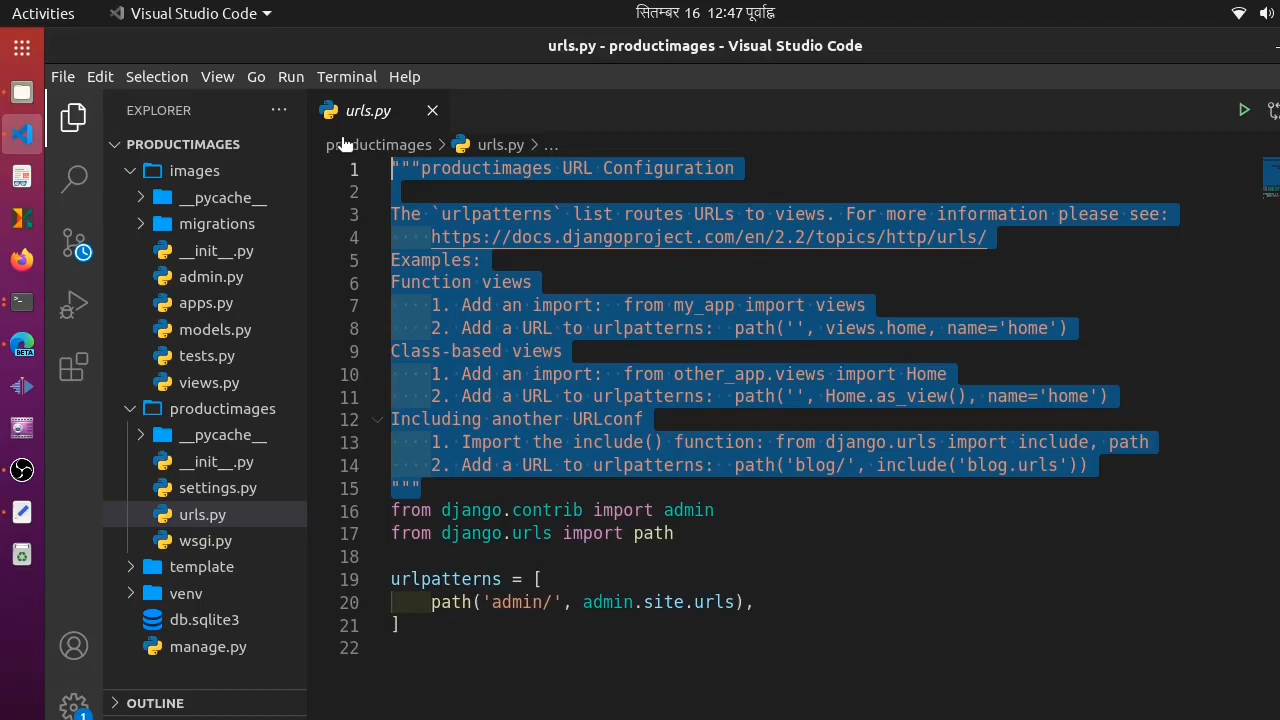 Activities
Visual Studio Code
सितम्बर 16 12:47 पूर्वाह्न
urls.py - productimages - Visual Studio Code
File Edit Selection View Go Run Terminal Help
EXPLORER
PRODUCTIMAGES
images
__pycache__
migrations
__init__.py
admin.py
apps.py
models.py
tests.py
views.py
productimages
__pycache__
__init__.py
settings.py
urls.py
wsgi.py
template
venv
db.sqlite3
manage.py
OUTLINE
1
urls.py
productimages > urls.py > ...
1 """productimages URL Configuration
2
3 The `urlpatterns` list routes URLs to views. For more information please see:
4 https://docs.djangoproject.com/en/2.2/topics/http/urls/
5 Examples:
6 Function views
7 1. Add an import:  from my_app import views
8 2. Add a URL to urlpatterns:  path('', views.home, name='home')
9 Class-based views
10 1. Add an import:  from other_app.views import Home
11 2. Add a URL to urlpatterns:  path('', Home.as_view(), name='home')
12 Including another URLconf
13 1. Import the include() function: from django.urls import include, path
14 2. Add a URL to urlpatterns:  path('blog/', include('blog.urls'))
15 """
16 from django.contrib import admin
17 from django.urls import path
18
19 urlpatterns = [
20 path('admin/', admin.site.urls),
21 ]
22